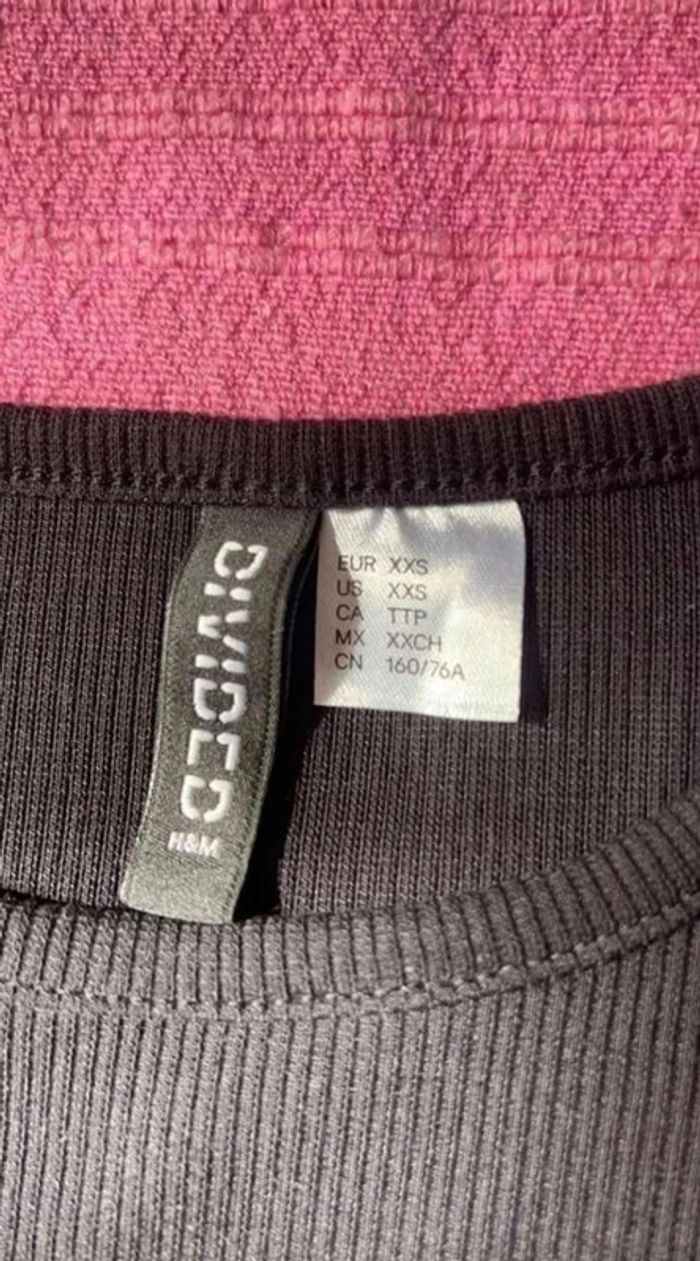 DIVIDED
H&M
EUR XXS
US XXS
CA TTP
MX XXCH
CN 160/76A